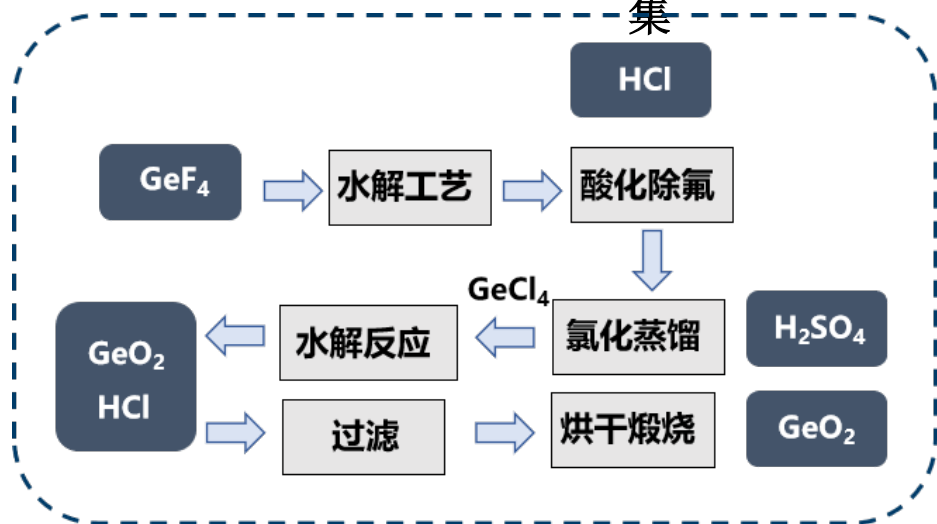 集
HCl
GeF₄
水解工艺
酸化除氟
GeCl₄
水解反应
氯化蒸馏
H₂SO₄
GeO₂
HCl
过滤
烘干煅烧
GeO₂